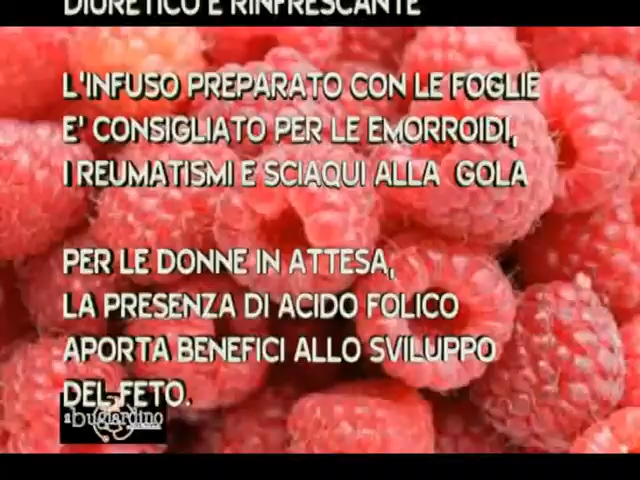 DIURETICO E RINFRESCANTE
L'INFUSO PREPARATO CON LE FOGLIE
E' CONSIGLIATO PER LE EMORROIDI,
I REUMATISMI E SCIAQUI ALLA GOLA
PER LE DONNE IN ATTESA,
LA PRESENZA DI ACIDO FOLICO
APORTA BENEFICI ALLO SVILUPPO
DEL FETO.
il bugiardino